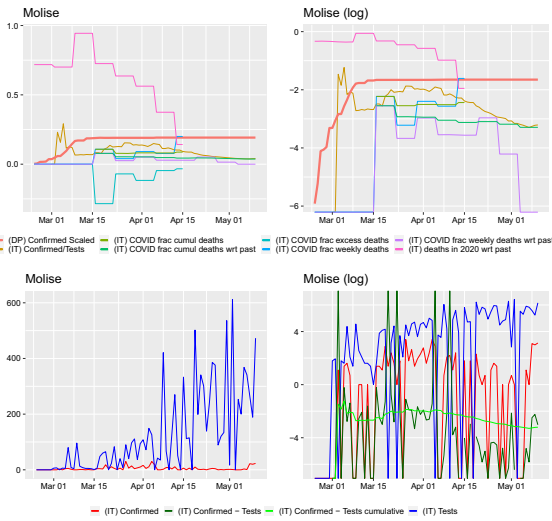 Molise
Molise (log)
1.0
0.5
0.0
Mar 01
Mar 15
Apr 01
Apr 15
May 01
0
−2
−4
−6
Mar 01
Mar 15
Apr 01
Apr 15
May 01
(DP) Confirmed Scaled
(IT) COVID frac cumul deaths
(IT) COVID frac excess deaths
(IT) COVID frac weekly deaths wrt past
(IT) Confirmed/Tests
(IT) COVID frac cumul deaths wrt past
(IT) COVID frac weekly deaths
(IT) deaths in 2020 wrt past
Molise
Molise (log)
600
400
200
0
Mar 01
Mar 15
Apr 01
Apr 15
May 01
4
0
−4
Mar 01
Mar 15
Apr 01
Apr 15
May 01
(IT) Confirmed
(IT) Confirmed − Tests
(IT) Confirmed − Tests cumulative
(IT) Tests